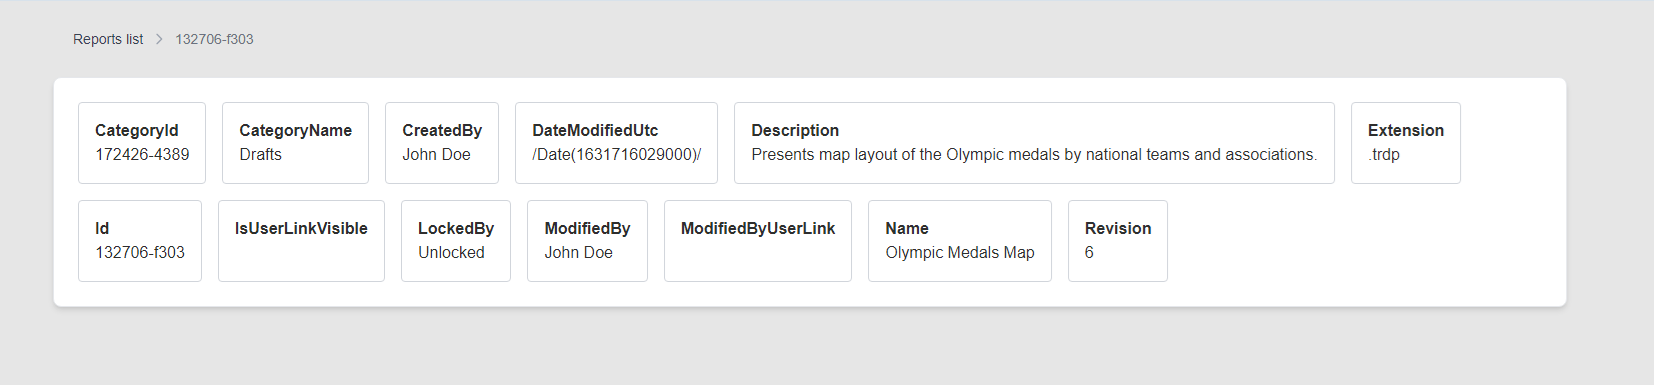 Reports list > 132706-f303
CategoryId
172426-4389
CategoryName
Drafts
CreatedBy
John Doe
DateModifiedUtc
/Date(1631716029000)/
Description
Presents map layout of the Olympic medals by national teams and associations.
Extension
.trdp
Id
132706-f303
IsUserLinkVisible
LockedBy
Unlocked
ModifiedBy
John Doe
ModifiedByUserLink
Name
Olympic Medals Map
Revision
6